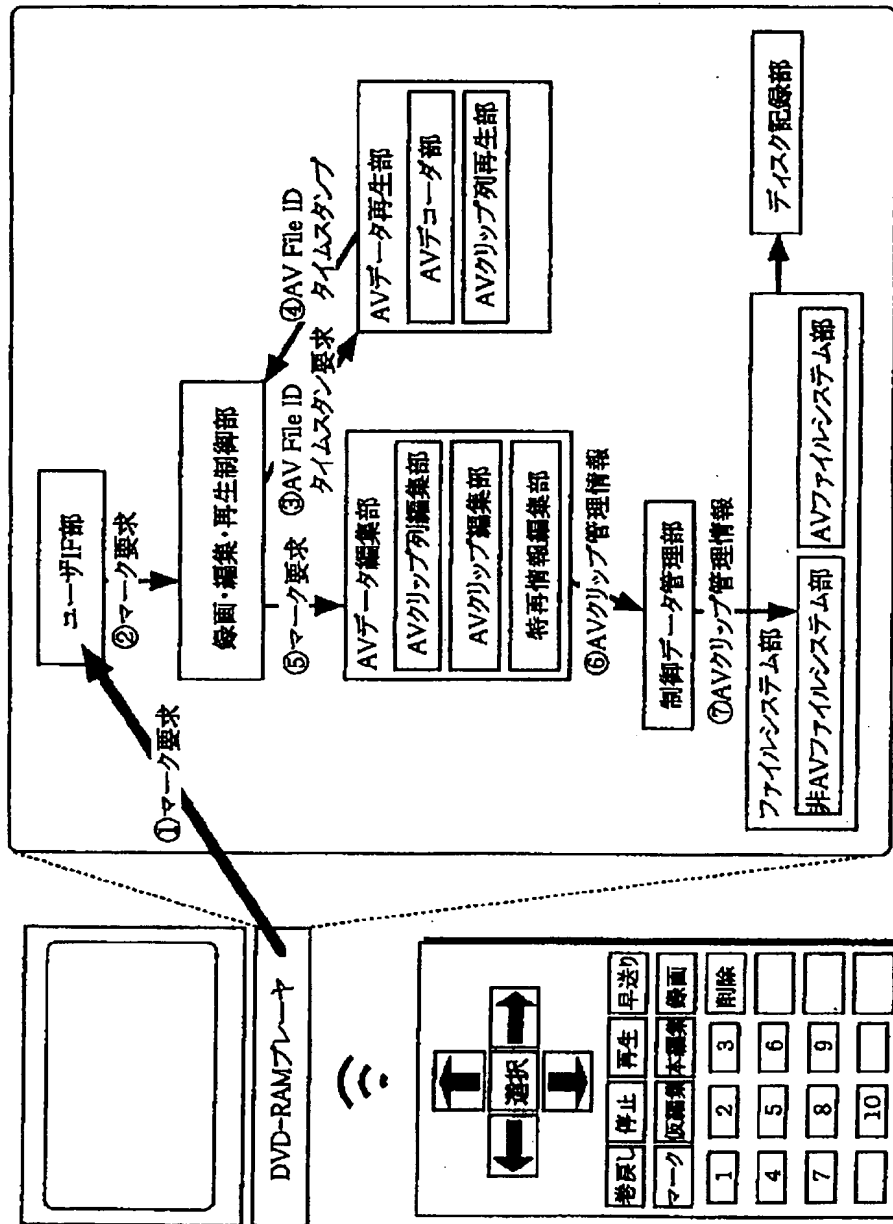 DVD-RAMプレーヤ
選択
巻戻し 停止 再生 早送り
マーク 仮編集 本編集 録画
1 2 3 削除
4 5 6
7 8 9
10
①マーク要求
ユーザIF部
②マーク要求
録画・編集・再生制御部
③AV File ID
タイムスタン要求
④AV File ID
タイムスタンプ
AVデータ再生部
AVデコーダ部
AVクリップ列再生部
⑤マーク要求
AVデータ編集部
AVクリップ列編集部
AVクリップ編集部
特再情報編集部
⑥AVクリップ管理情報
制御データ管理部
⑦AVクリップ管理情報
ファイルシステム部
非AVファイルシステム部
AVファイルシステム部
ディスク記録部